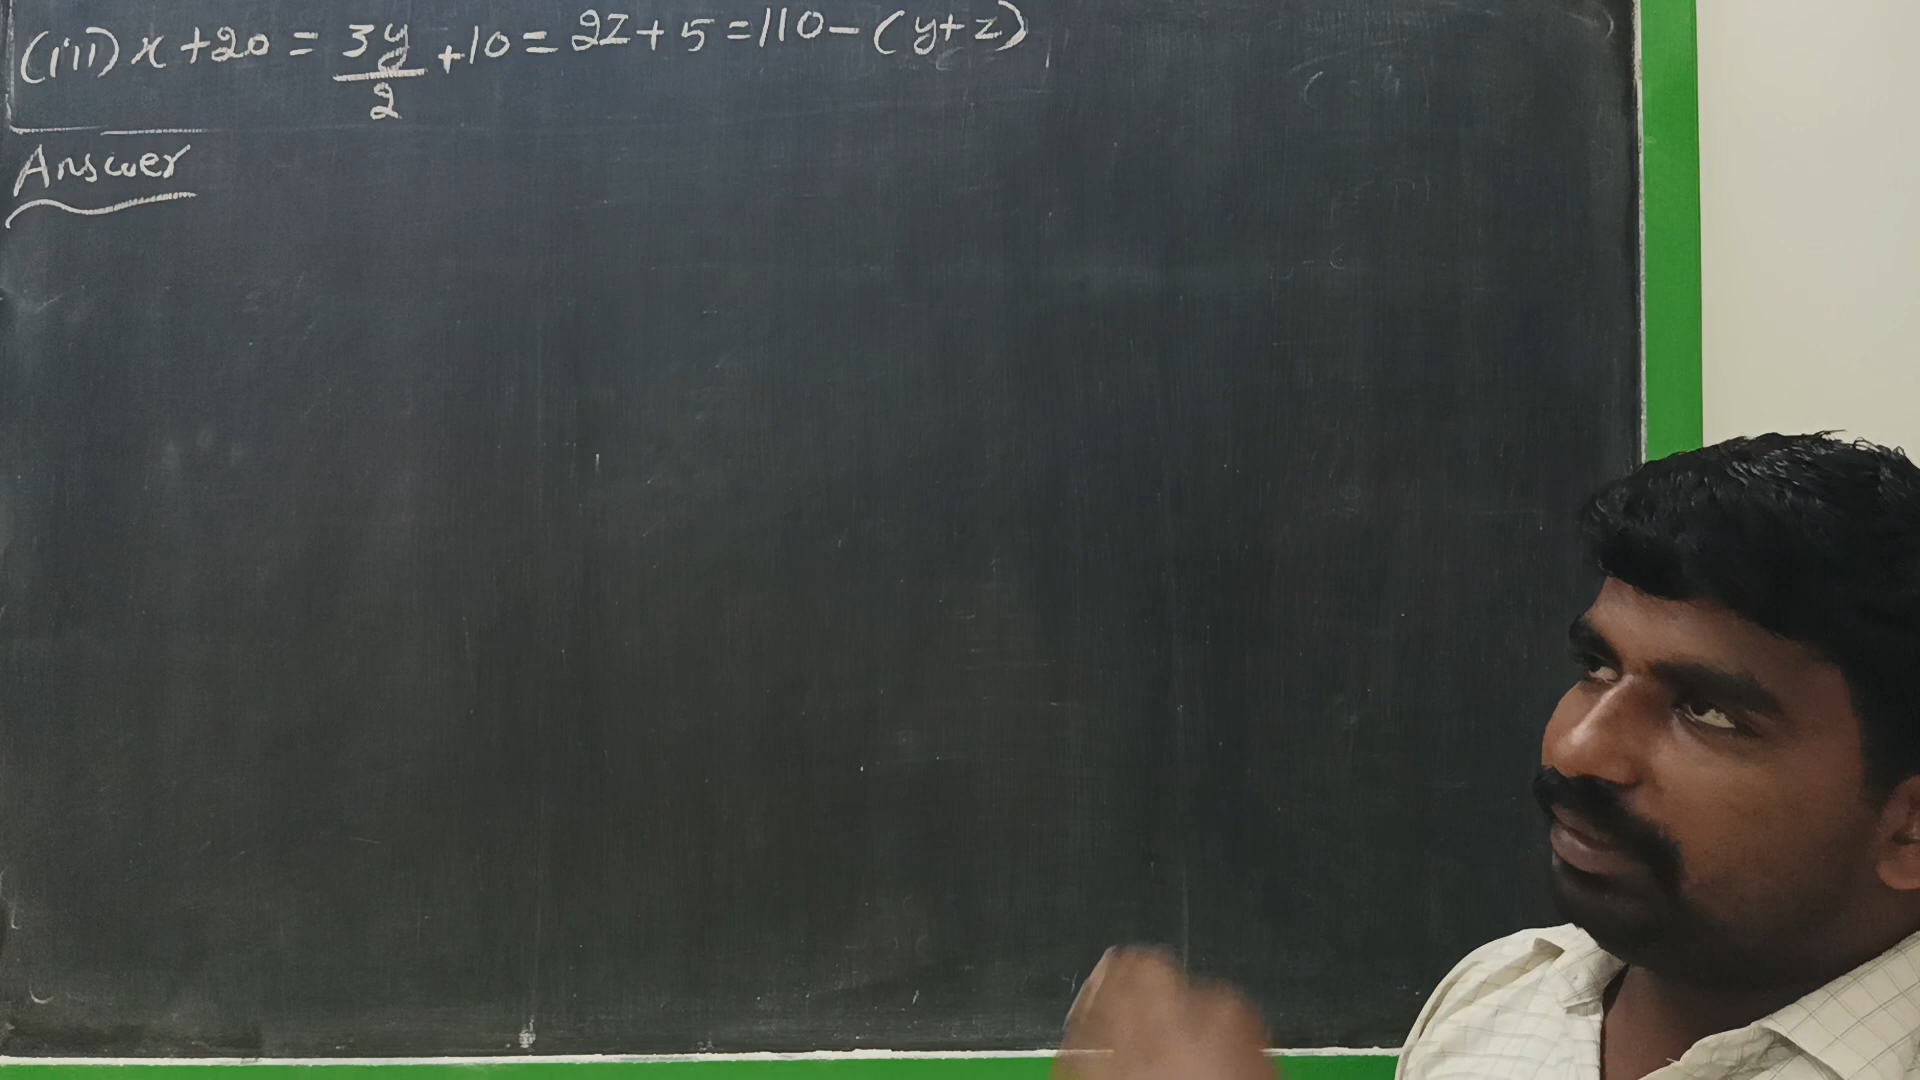 (iii) x + 20 = 3y/2 + 10 = 2z + 5 = 110 - (y + z)
Answer